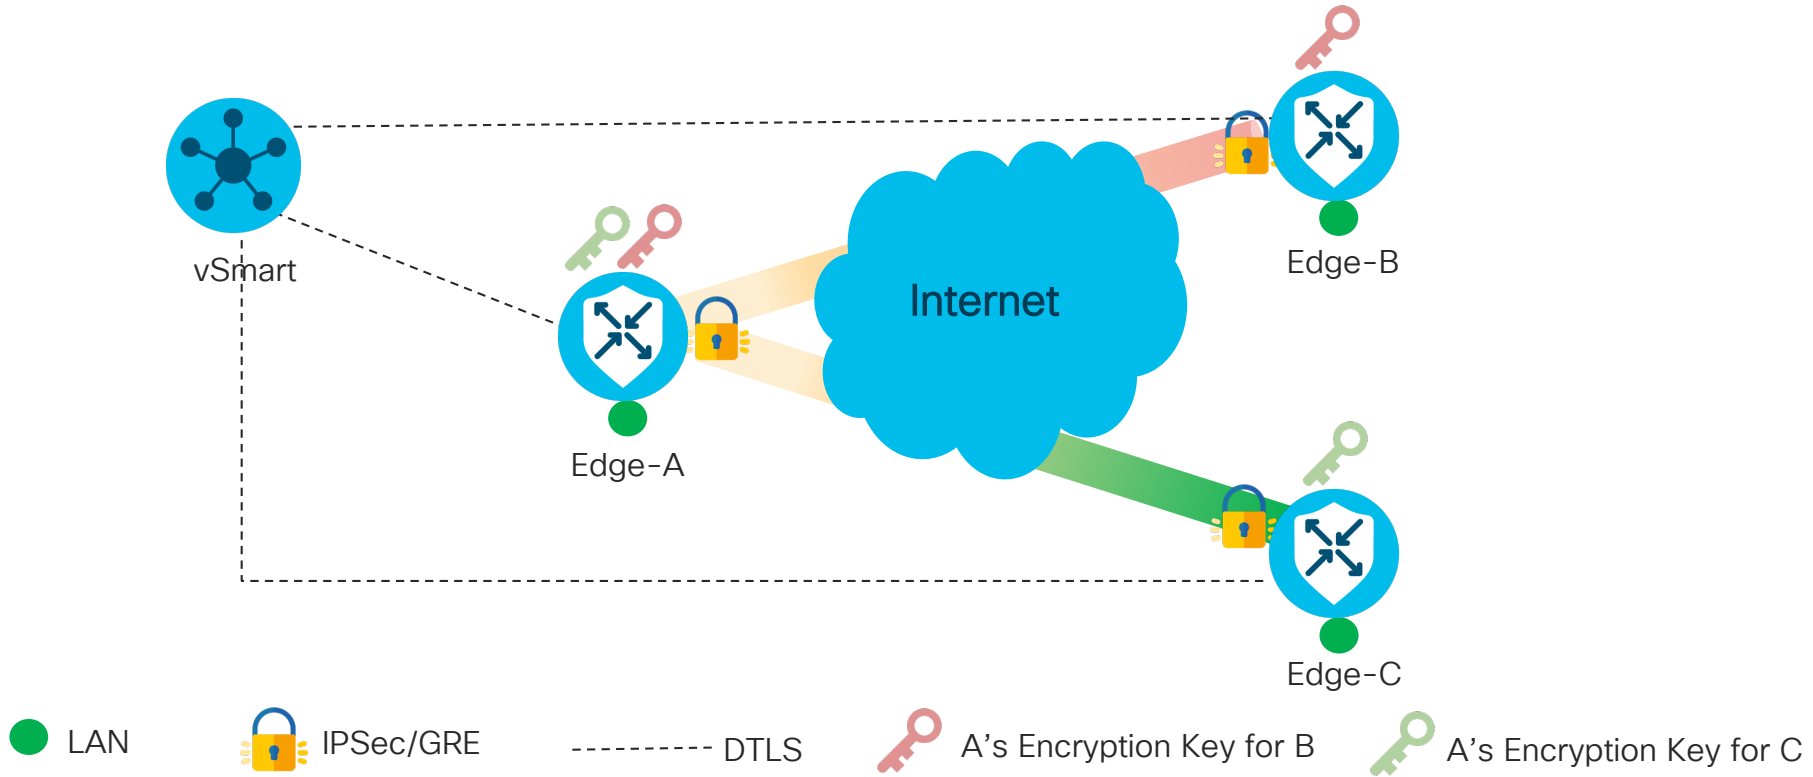 vSmart
Edge-B
Internet
Edge-A
Edge-C
LAN
IPSec/GRE
DTLS
A’s Encryption Key for B
A’s Encryption Key for C